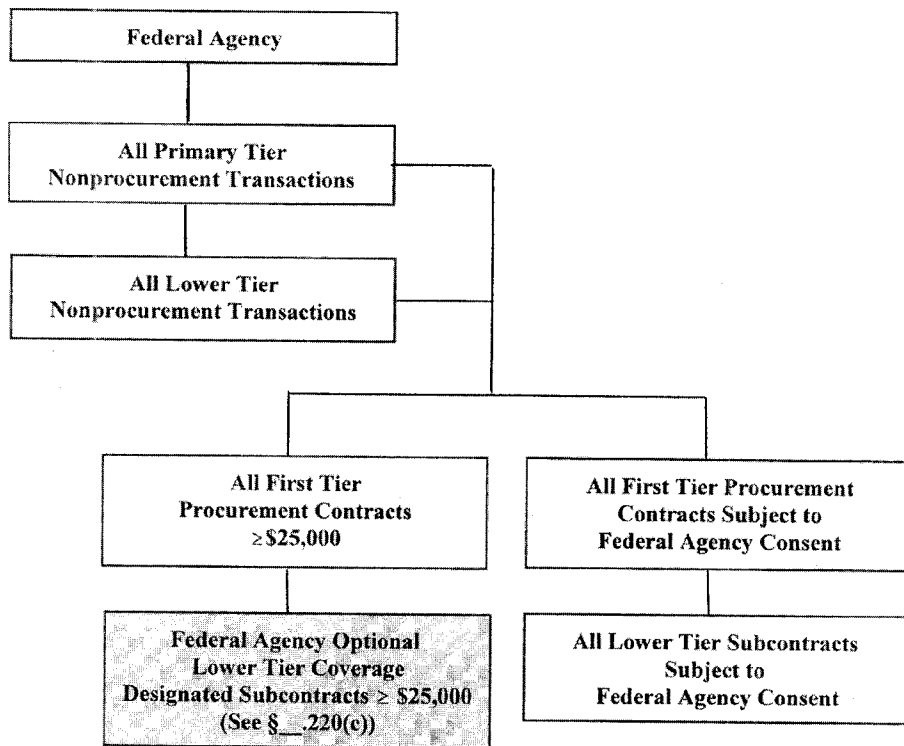 Federal Agency
All Primary Tier
Nonprocurement Transactions
All Lower Tier
Nonprocurement Transactions
All First Tier
Procurement Contracts
≥$25,000
All First Tier Procurement
Contracts Subject to
Federal Agency Consent
Federal Agency Optional
Lower Tier Coverage
Designated Subcontracts ≥ $25,000
(See §__.220(c))
All Lower Tier Subcontracts
Subject to
Federal Agency Consent